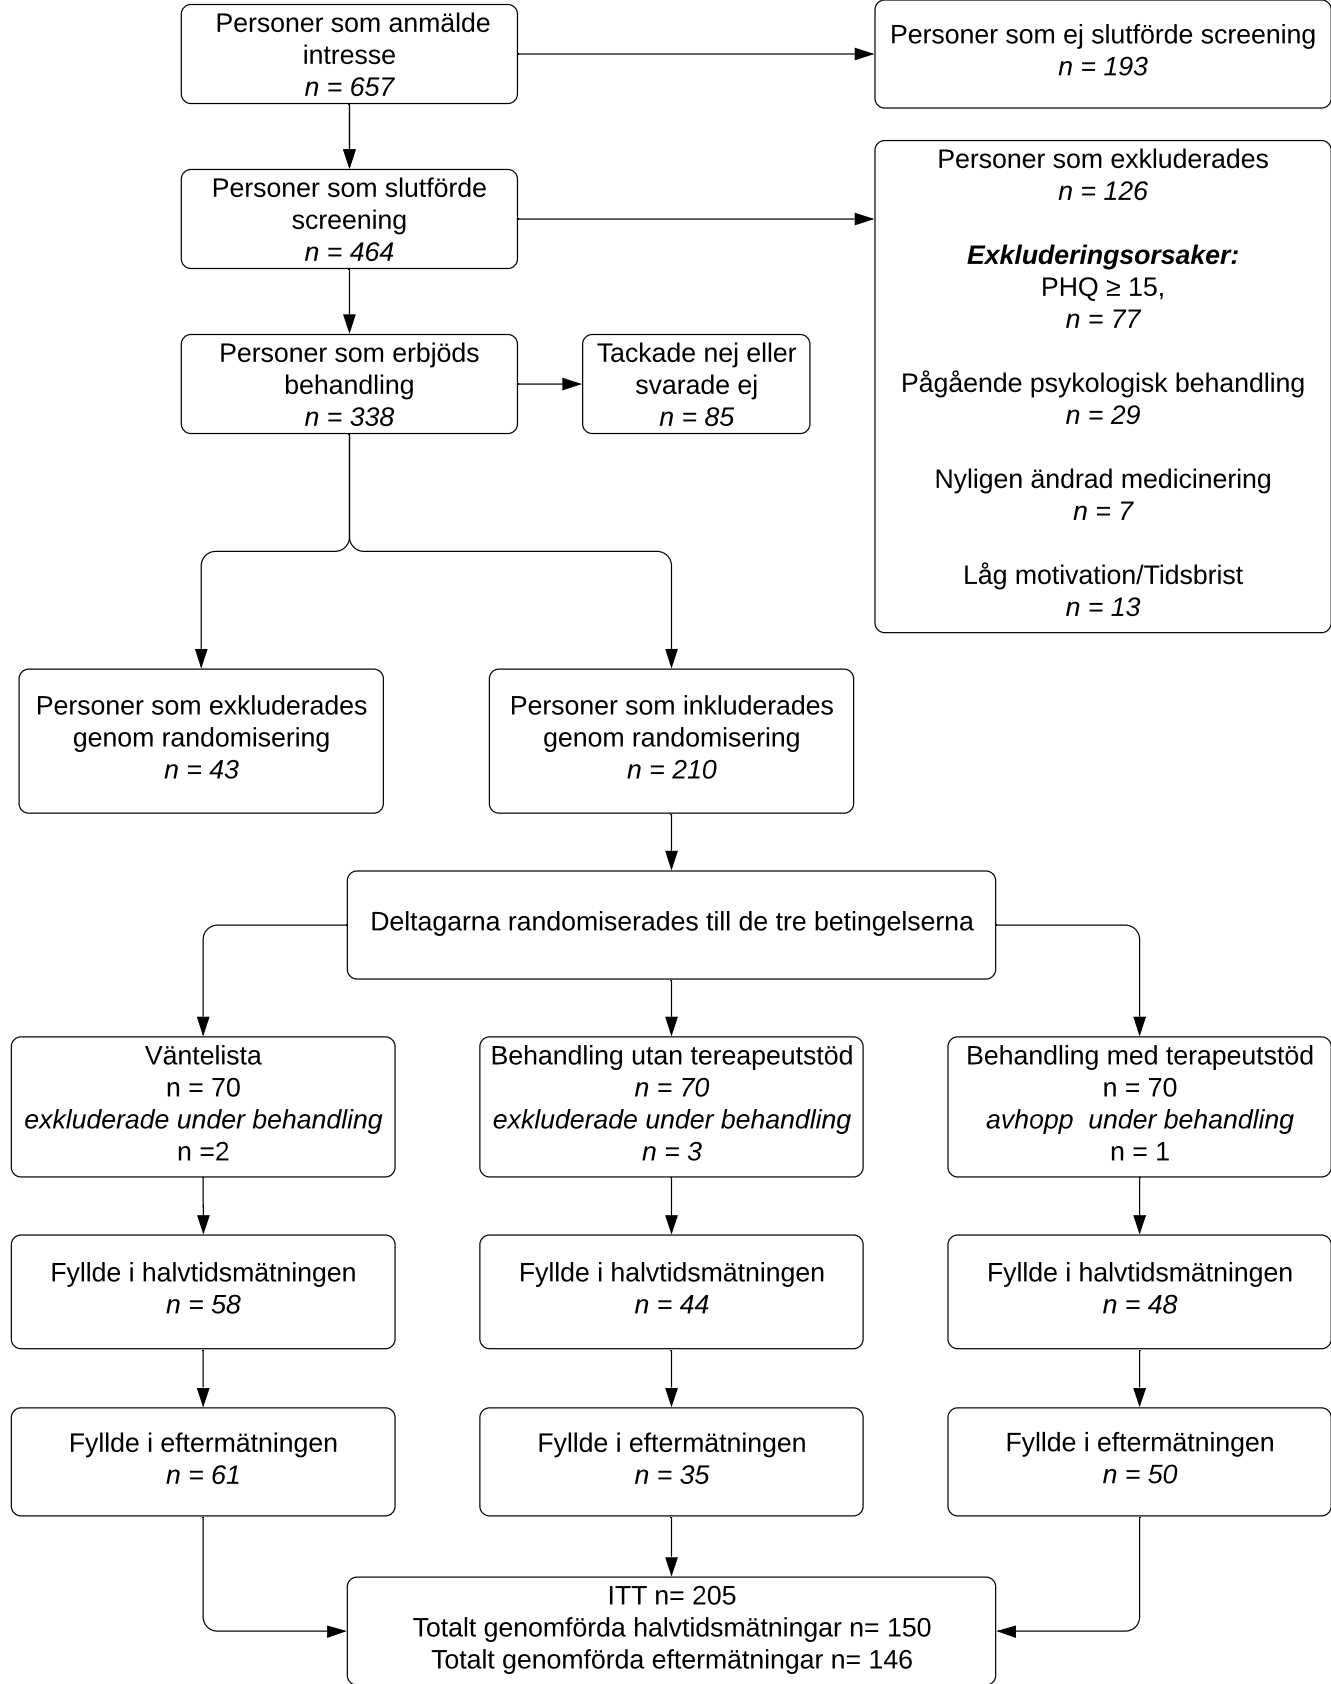 Personer som anmälde
intresse
n = 657
Personer som ej slutförde screening
n = 193
Personer som slutförde
screening
n = 464
Personer som exkluderades
n = 126
Exkluderingsorsaker:
PHQ ≥ 15,
n = 77
Pågående psykologisk behandling
n = 29
Nyligen ändrad medicinering
n = 7
Låg motivation/Tidsbrist
n = 13
Personer som erbjöds
behandling
n = 338
Tackade nej eller
svarade ej
n = 85
Personer som exkluderades
genom randomisering
n = 43
Personer som inkluderades
genom randomisering
n = 210
Deltagarna randomiserades till de tre betingelserna
Väntelista
n = 70
exkluderade under behandling
n =2
Behandling utan tereapeutstöd
n = 70
exkluderade under behandling
n = 3
Behandling med terapeutstöd
n = 70
avhopp  under behandling
n = 1
Fyllde i halvtidsmätningen
n = 58
Fyllde i halvtidsmätningen
n = 44
Fyllde i halvtidsmätningen
n = 48
Fyllde i eftermätningen
n = 61
Fyllde i eftermätningen
n = 35
Fyllde i eftermätningen
n = 50
ITT n= 205
Totalt genomförda halvtidsmätningar n= 150
Totalt genomförda eftermätningar n= 146